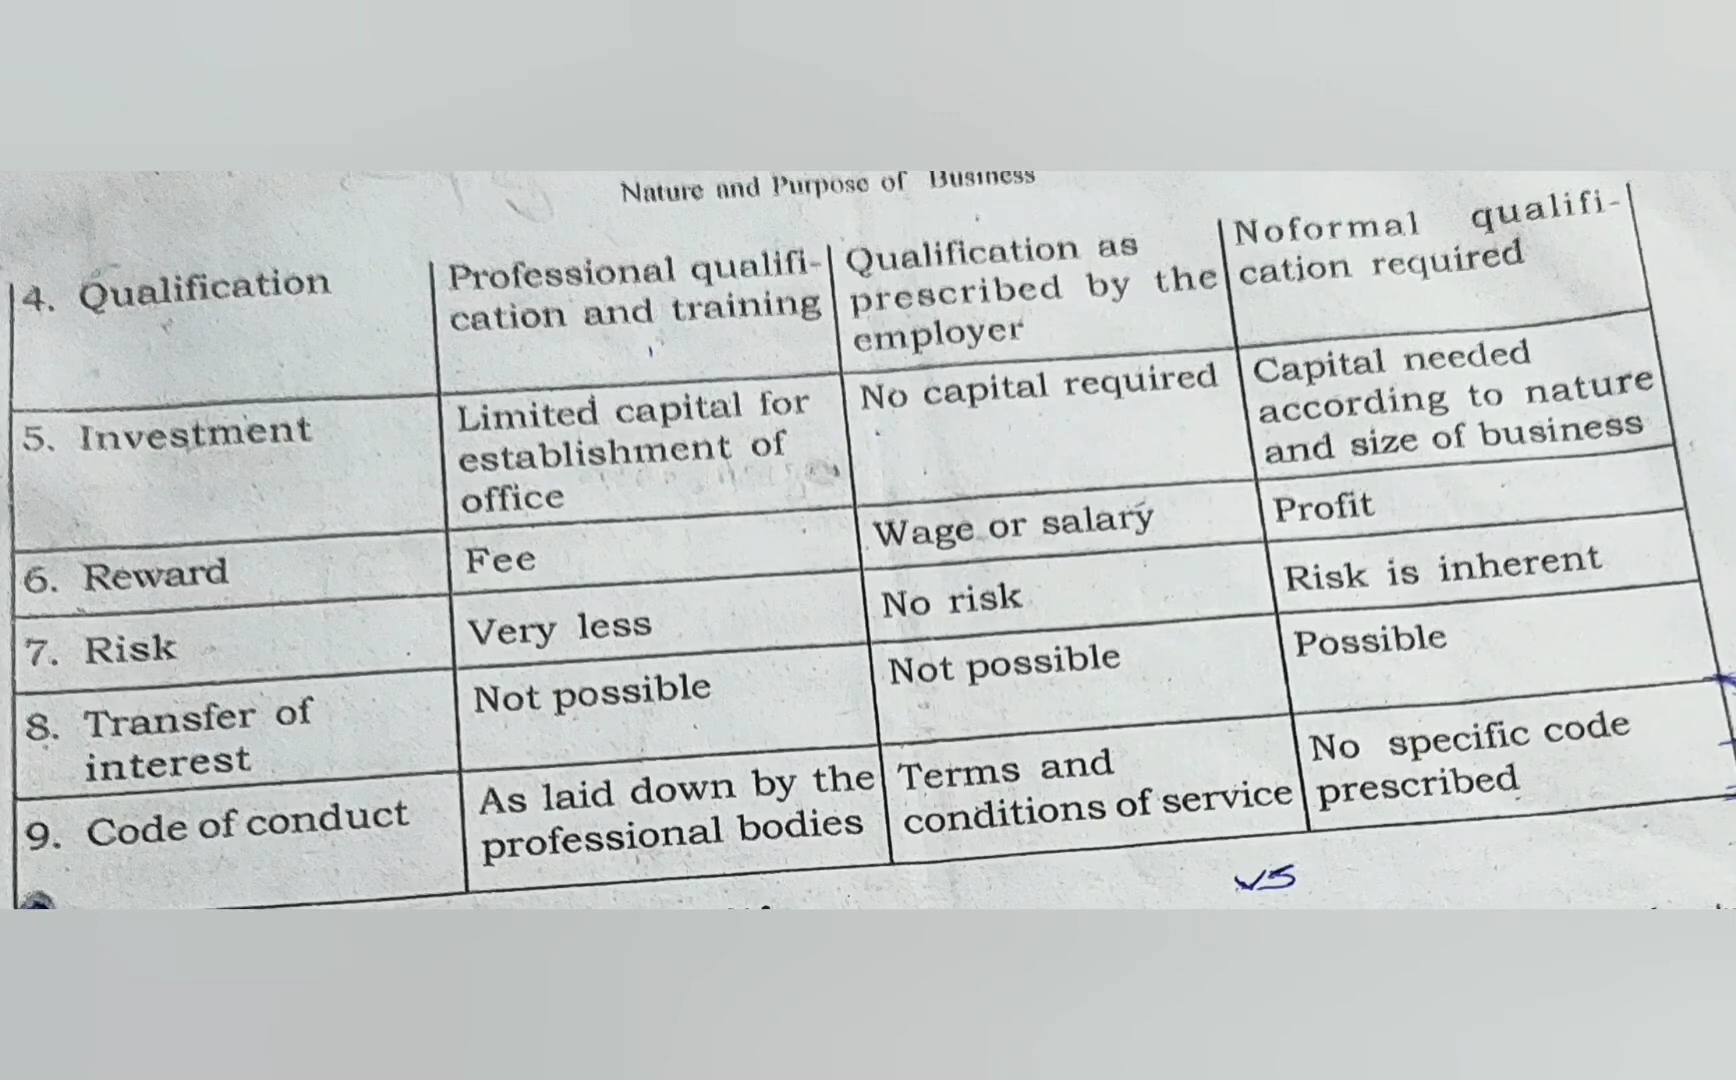 Nature and Purpose of Business
4. Qualification
Professional qualifi-
cation and training
Qualification as
prescribed by the
employer
Noformal qualifi-
cation required
5. Investment
Limited capital for
establishment of
office
No capital required
Capital needed
according to nature
and size of business
6. Reward
Fee
Wage or salary
Profit
7. Risk
Very less
No risk
Risk is inherent
8. Transfer of
interest
Not possible
Not possible
Possible
9. Code of conduct
As laid down by the
professional bodies
Terms and
conditions of service
No specific code
prescribed